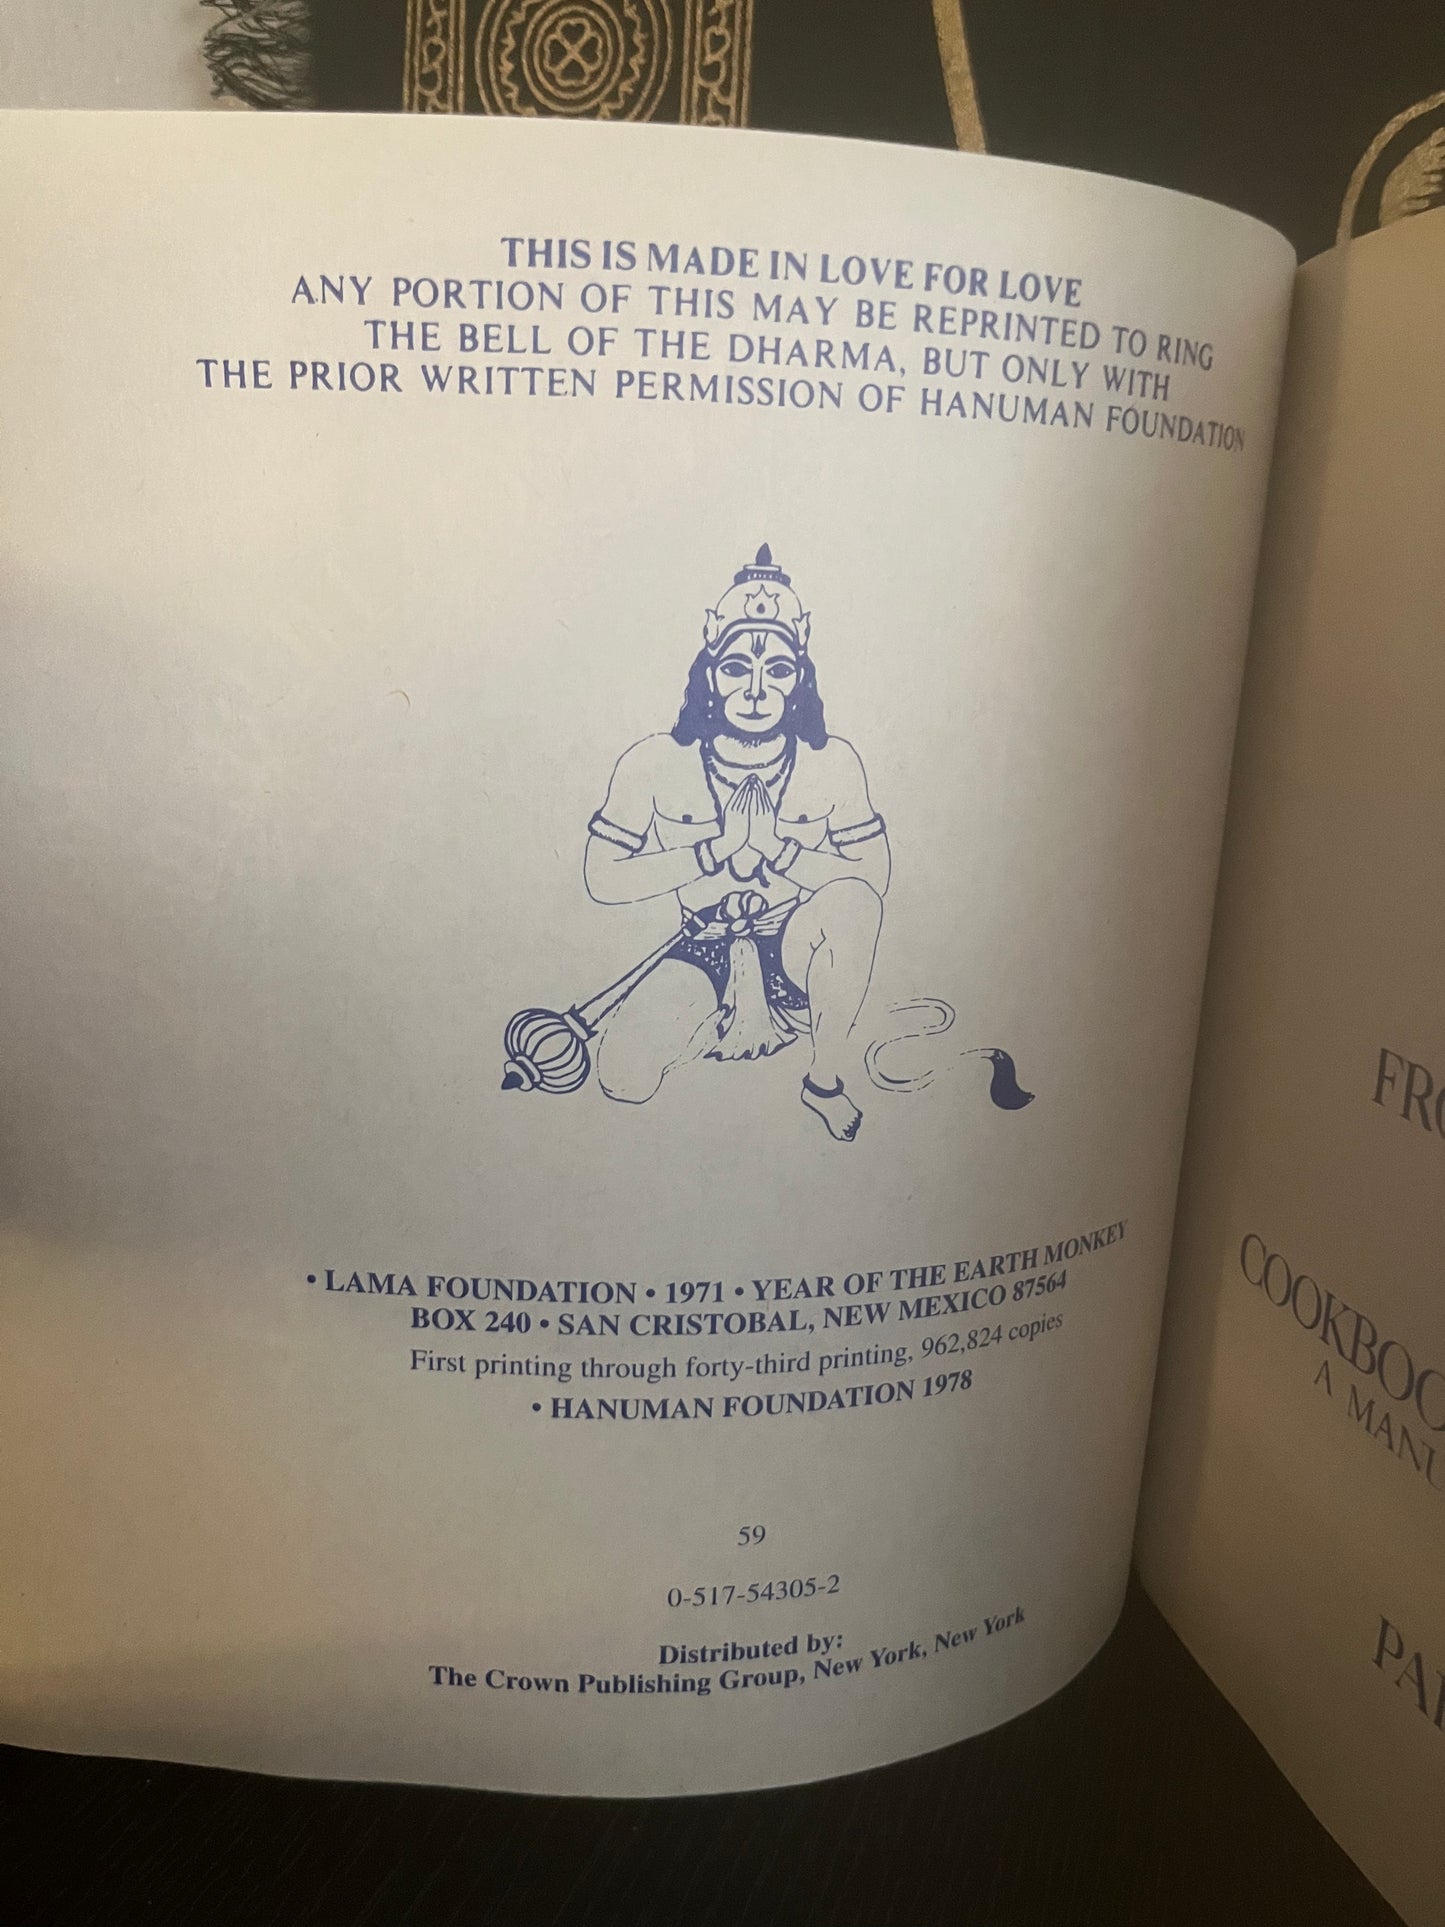 THIS IS MADE IN LOVE FOR LOVE
ANY PORTION OF THIS MAY BE REPRINTED TO RING
THE BELL OF THE DHARMA, BUT ONLY WITH
THE PRIOR WRITTEN PERMISSION OF HANUMAN FOUNDATION
• LAMA FOUNDATION • 1971 • YEAR OF THE EARTH MONKEY
BOX 240 • SAN CRISTOBAL, NEW MEXICO 87564
First printing through forty-third printing, 962,824 copies
• HANUMAN FOUNDATION 1978
59
0-517-54305-2
Distributed by:
The Crown Publishing Group, New York, New York
A